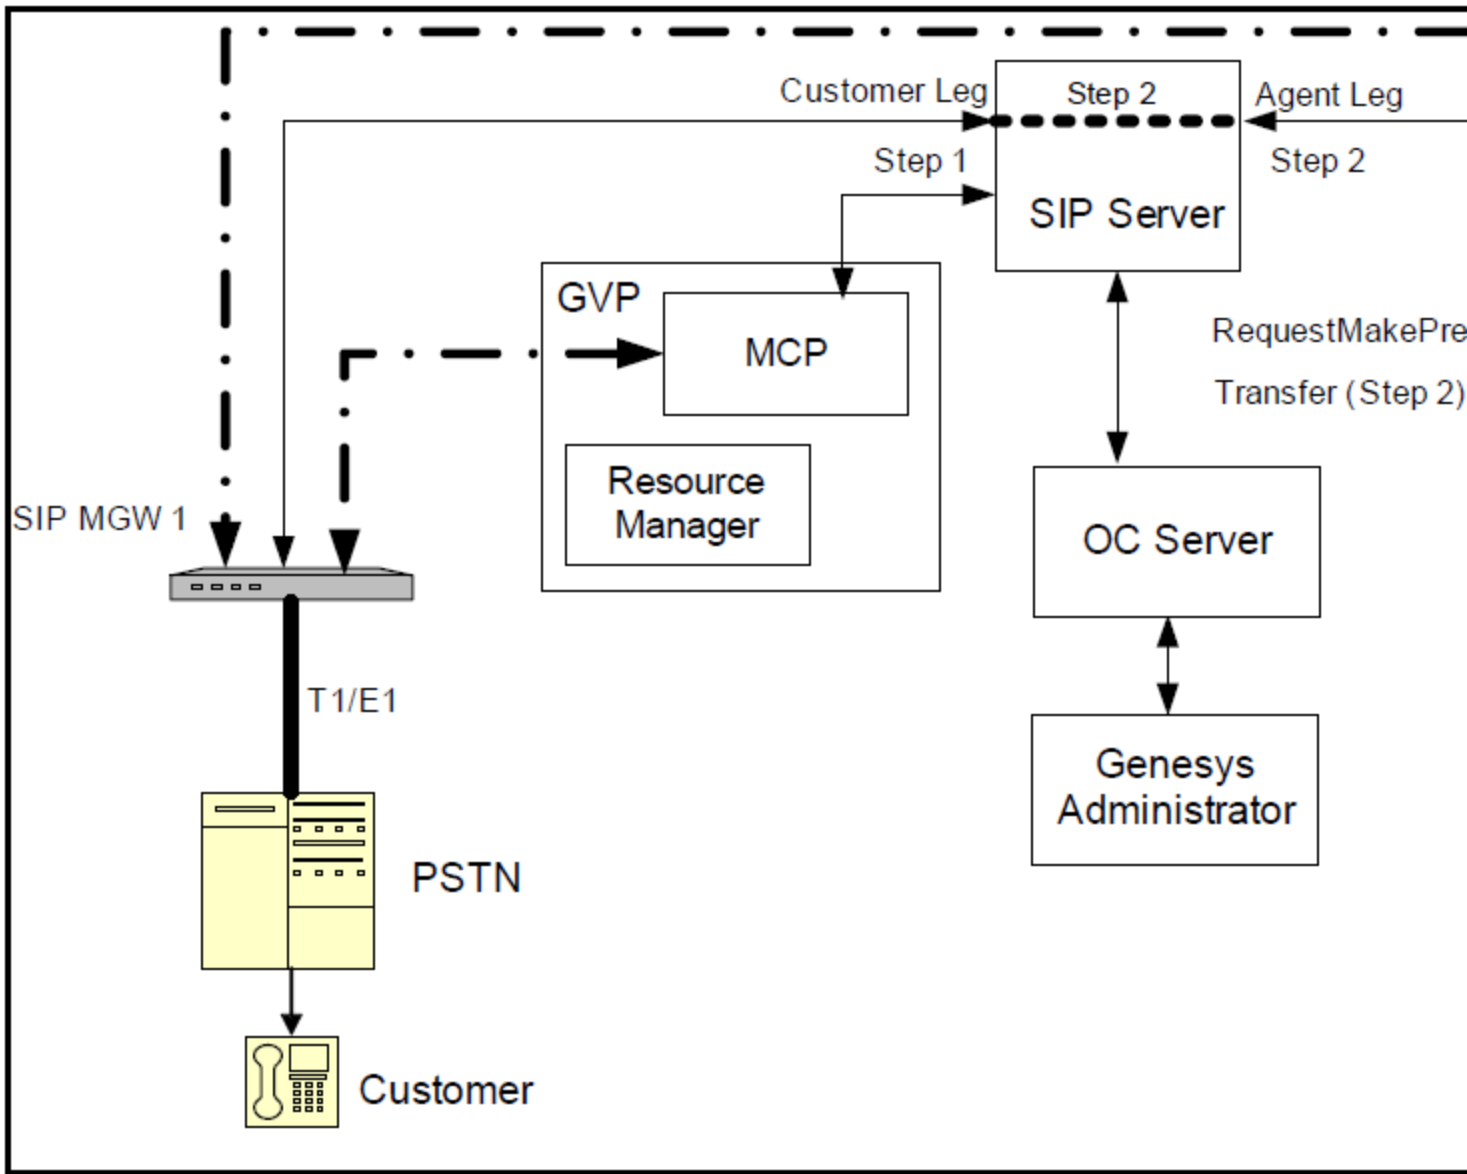 Customer Leg
Step 2
Agent Leg
Step 1
Step 2
SIP Server
GVP
MCP
RequestMakePre
Transfer (Step 2)
Resource
Manager
SIP MGW 1
OC Server
T1/E1
Genesys
Administrator
PSTN
Customer